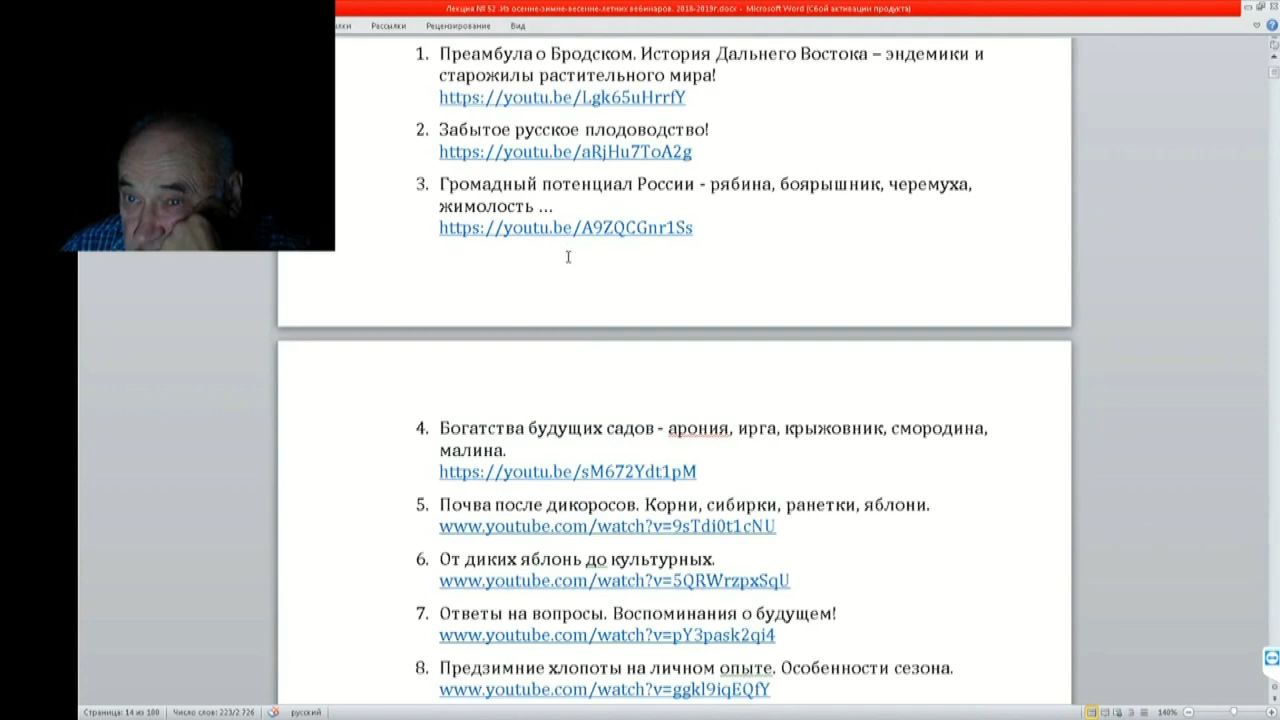 Лекция № 52 .Из осенне-зимне-весенне-летних вебинаров. 2018-2019г.docx - Microsoft Word (Сбой активации продукта)
Рассылки Рецензирование Вид
1. Преамбула о Бродском. История Дальнего Востока – эндемики и
старожилы растительного мира!
https://youtu.be/Lgk65uHrrfY
2. Забытое русское плодоводство!
https://youtu.be/aRjHu7ToA2g
3. Громадный потенциал России - рябина, боярышник, черемуха,
жимолость ...
https://youtu.be/A9ZQCGnr1Ss
4. Богатства будущих садов - арония, ирга, крыжовник, смородина,
малина.
https://youtu.be/sM672Ydt1pM
5. Почва после дикоросов. Корни, сибирки, ранетки, яблони.
www.youtube.com/watch?v=9sTdi0t1cNU
6. От диких яблонь до культурных.
www.youtube.com/watch?v=5QRWrzpxSqU
7. Ответы на вопросы. Воспоминания о будущем!
www.youtube.com/watch?v=pY3pask2qi4
8. Предзимние хлопоты на личном опыте. Особенности сезона.
www.youtube.com/watch?v=ggkl9iqEQfY
Страница: 14 из 100 Число слов: 223/2 726 русский 140%